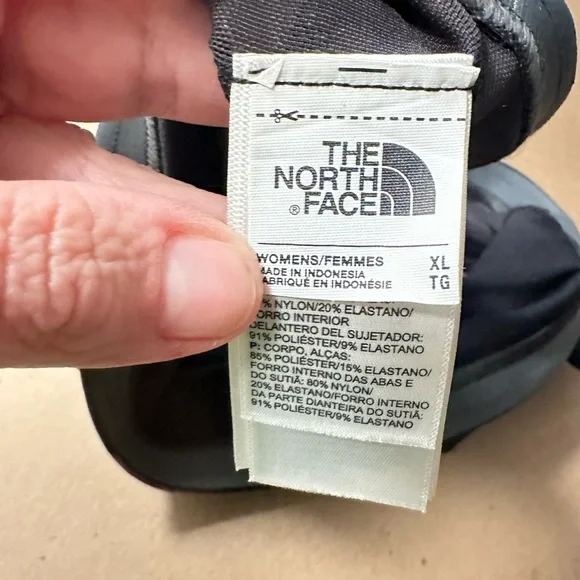 THE
NORTH
® FACE
WOMENS/FEMMES XL
MADE IN INDONESIA TG
FABRIQUÉ EN INDONÉSIE
% NYLON/20% ELASTANO/
FORRO INTERIOR
DELANTERO DEL SUJETADOR:
91% POLIÉSTER/9% ELASTANO
P: CORPO, ALÇAS:
85% POLIÉSTER/15% ELASTANO/
FORRO INTERNO DAS ABAS E
DO SUTIÃ: 80% NYLON/
20% ELASTANO/FORRO INTERNO
DA PARTE DIANTEIRA DO SUTIÃ:
91% POLIÉSTER/9% ELASTANO